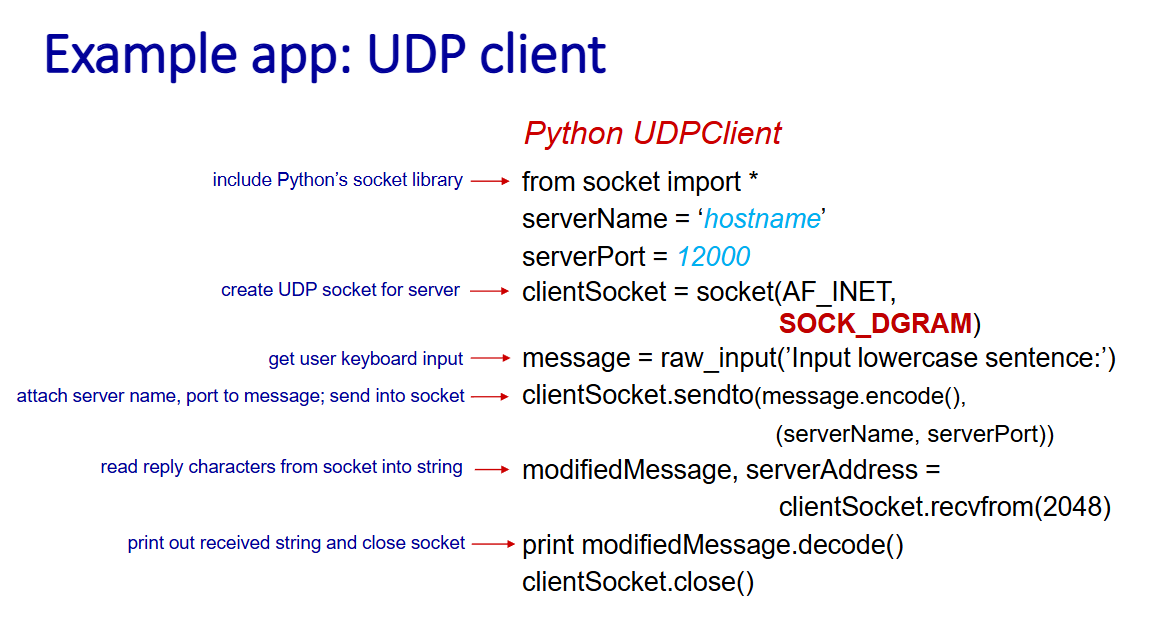 Example app: UDP client
Python UDPClient
include Python’s socket library from socket import *
serverName = ‘hostname’
serverPort = 12000
create UDP socket for server clientSocket = socket(AF_INET,
SOCK_DGRAM)
get user keyboard input message = raw_input(’Input lowercase sentence:’)
attach server name, port to message; send into socket clientSocket.sendto(message.encode(),
(serverName, serverPort))
read reply characters from socket into string modifiedMessage, serverAddress =
clientSocket.recvfrom(2048)
print out received string and close socket print modifiedMessage.decode()
clientSocket.close()